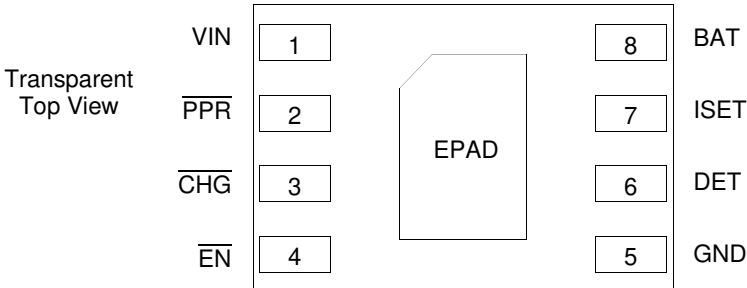 VIN 1 8 BAT
Transparent
Top View
PPR 2 7 ISET
EPAD
CHG 3 6 DET
EN 4 5 GND